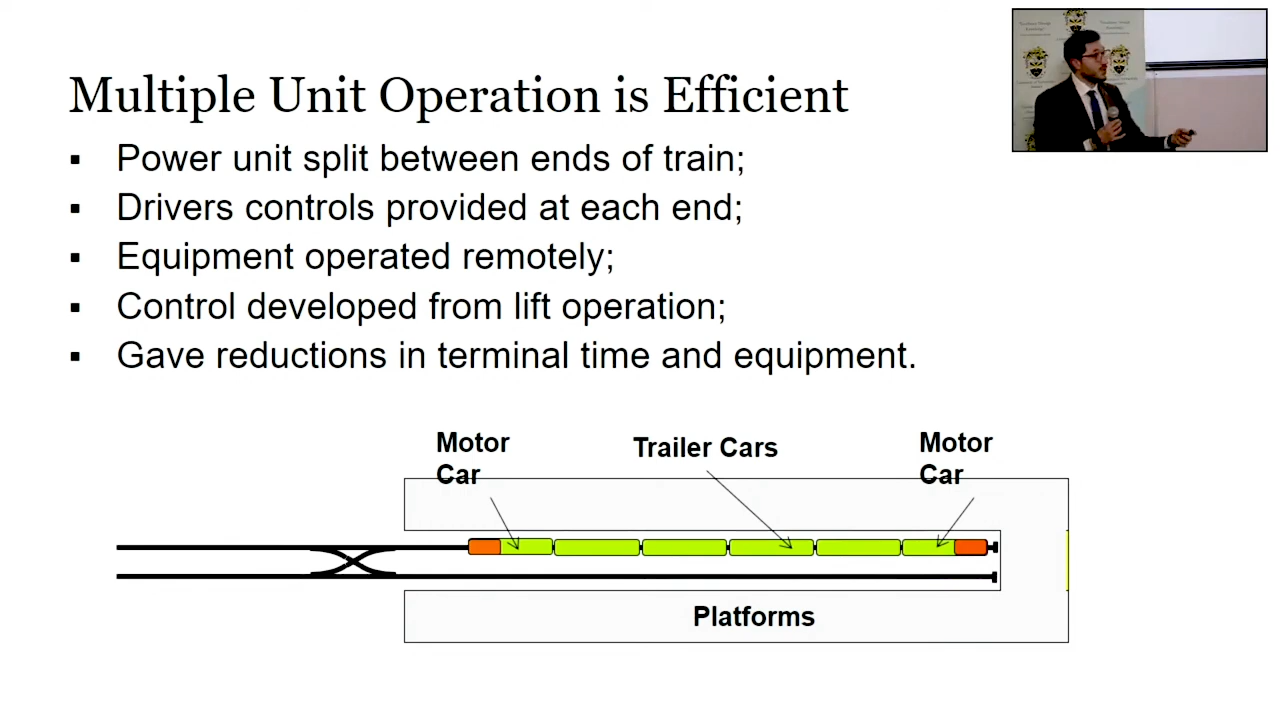 Multiple Unit Operation is Efficient
▪ Power unit split between ends of train;
▪ Drivers controls provided at each end;
▪ Equipment operated remotely;
▪ Control developed from lift operation;
▪ Gave reductions in terminal time and equipment.
Motor
Car
Trailer Cars
Motor
Car
Platforms